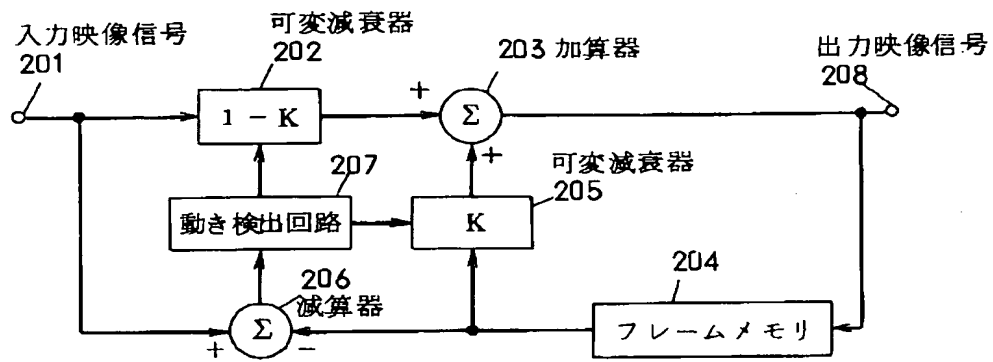 入力映像信号
201
可変減衰器
202
1－K
+
203 加算器
Σ
+
出力映像信号
208
207
動き検出回路
可変減衰器
205
K
206
減算器
Σ
+
-
204
フレームメモリ